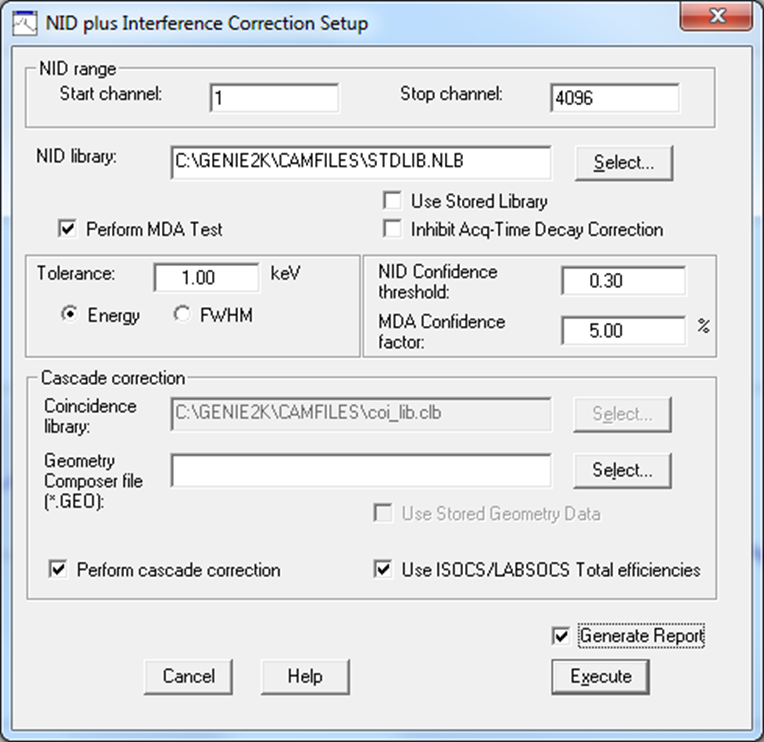 NID plus Interference Correction Setup
NID range
Start channel: 1 Stop channel: 4096
NID library: C:\GENIE2K\CAMFILES\STDLIB.NLB Select...
Use Stored Library
Perform MDA Test Inhibit Acq-Time Decay Correction
Tolerance: 1.00 keV
Energy FWHM
NID Confidence
threshold: 0.30
MDA Confidence
factor: 5.00 %
Cascade correction
Coincidence
library: C:\GENIE2K\CAMFILES\coi_lib.clb Select...
Geometry
Composer file
(*.GEO): Select...
Use Stored Geometry Data
Perform cascade correction Use ISOCS/LABSOCS Total efficiencies
Generate Report
Cancel Help Execute